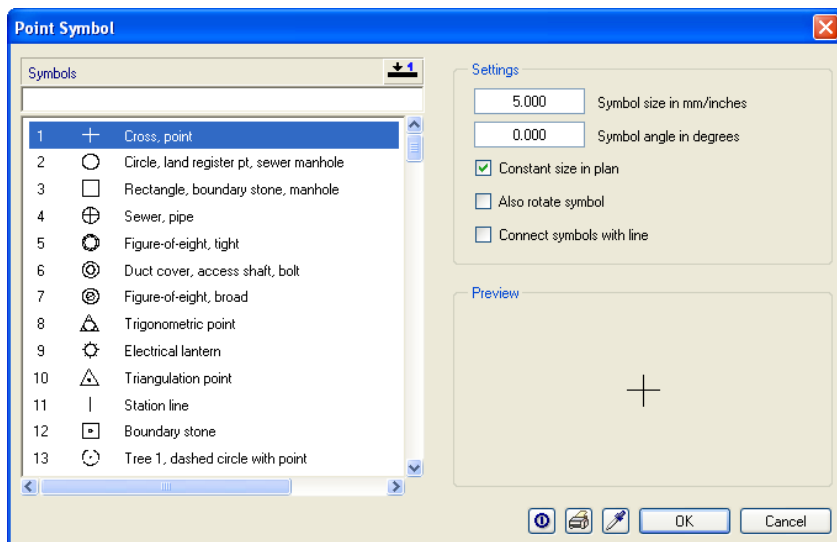 Point Symbol
Symbols
1
1 Cross, point
2 Circle, land register pt, sewer manhole
3 Rectangle, boundary stone, manhole
4 Sewer, pipe
5 Figure-of-eight, tight
6 Duct cover, access shaft, bolt
7 Figure-of-eight, broad
8 Trigonometric point
9 Electrical lantern
10 Triangulation point
11 Station line
12 Boundary stone
13 Tree 1, dashed circle with point
Settings
5.000 Symbol size in mm/inches
0.000 Symbol angle in degrees
Constant size in plan
Also rotate symbol
Connect symbols with line
Preview
OK Cancel